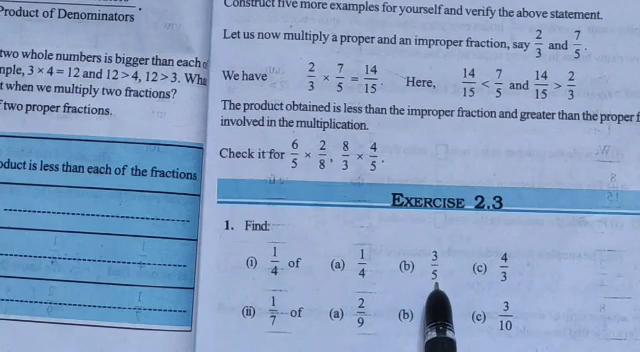 Product of Denominators
two whole numbers is bigger than each
3 × 4 = 12 and 12 > 4, 12 > 3.
when we multiply two fractions?
two proper fractions.
product is less than each of the fractions
Construct five more examples for yourself and verify the above statement.
Let us now multiply a proper and an improper fraction, say 2/3 and 7/5.
We have 2/3 × 7/5 = 14/15. Here, 14/15 < 7/5 and 14/15 > 2/3
The product obtained is less than the improper fraction and greater than the proper
involved in the multiplication.
Check it for 6/5 × 2/8, 8/3 × 4/5.
EXERCISE 2.3
1. Find:
(i) 1/4 of (a) 1/4 (b) 3/5 (c) 4/3
(ii) 1/7 of (a) 2/9 (b) (c) 3/10